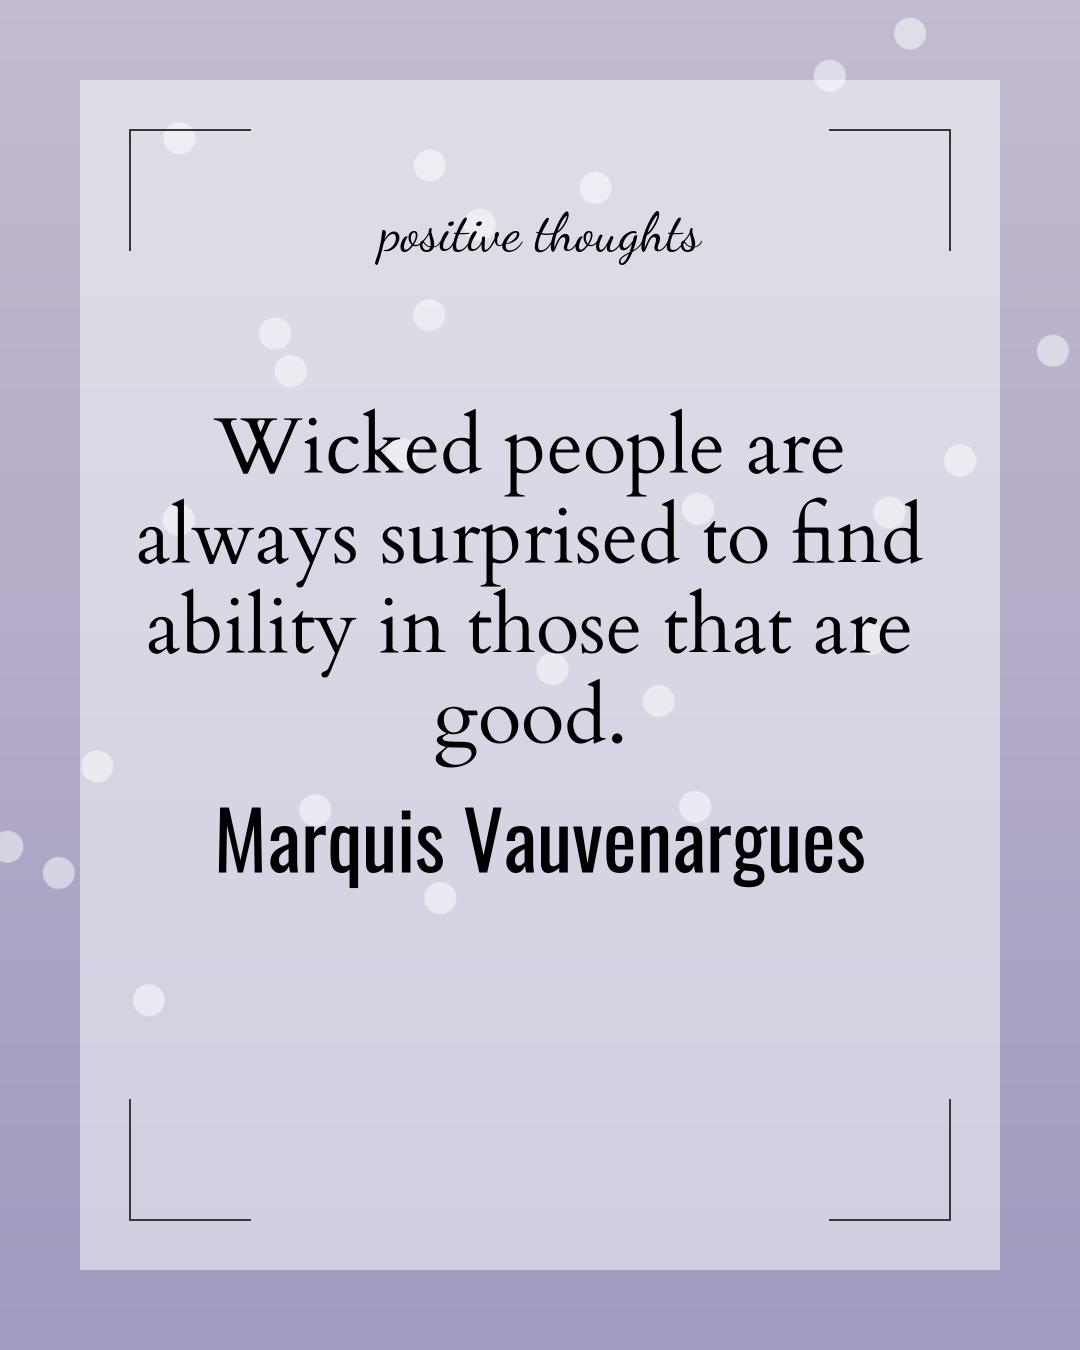 positive thoughts
Wicked people are
always surprised to find
ability in those that are
good.
Marquis Vauvenargues